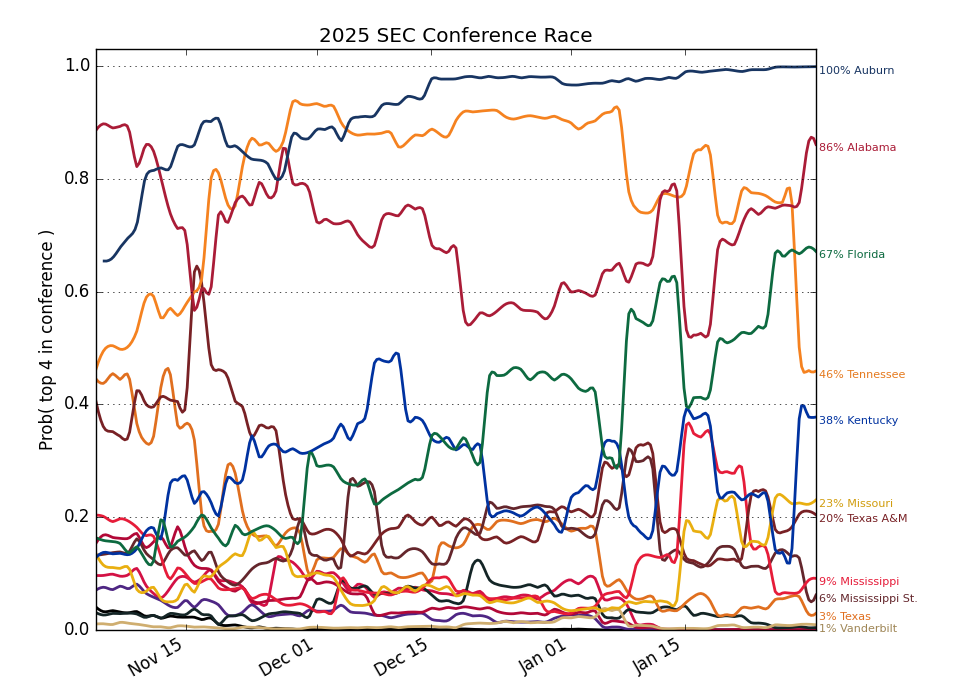 2025 SEC Conference Race
Prob( top 4 in conference )
1.0
0.8
0.6
0.4
0.2
0.0
Nov 15
Dec 01
Dec 15
Jan 01
Jan 15
100% Auburn
86% Alabama
67% Florida
46% Tennessee
38% Kentucky
23% Missouri
20% Texas A&M
9% Mississippi
6% Mississippi St.
3% Texas
1% Vanderbilt